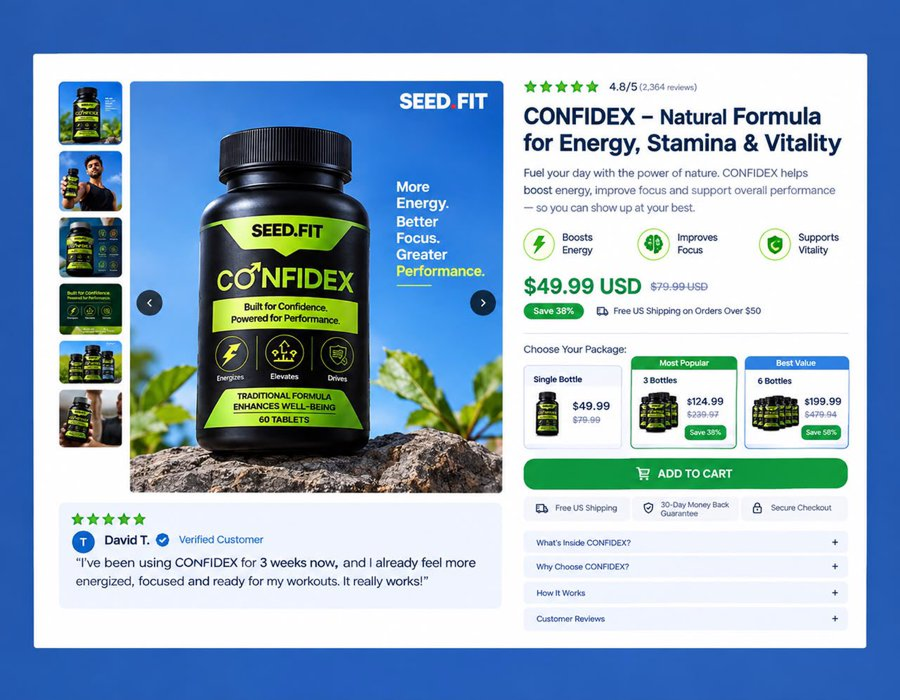 SEED.FIT
More
Energy.
Better
Focus.
Greater
Performance.
SEED.FIT
CONFIDEX
Built for Confidence.
Powered for Performance.
Energizes
Elevates
Drives
TRADITIONAL FORMULA
ENHANCES WELL-BEING
60 TABLETS
4.8/5 (2,364 reviews)
CONFIDEX – Natural Formula
for Energy, Stamina & Vitality
Fuel your day with the power of nature. CONFIDEX helps
boost energy, improve focus and support overall performance
— so you can show up at your best.
Boosts
Energy
Improves
Focus
Supports
Vitality
$49.99 USD $79.99 USD
Save 38% Free US Shipping on Orders Over $50
Choose Your Package:
Single Bottle
$49.99
$79.99
Most Popular
3 Bottles
$124.99
$239.97
Save 38%
Best Value
6 Bottles
$199.99
$479.94
Save 58%
ADD TO CART
Free US Shipping
30-Day Money Back
Guarantee
Secure Checkout
What's Inside CONFIDEX? +
Why Choose CONFIDEX? +
How It Works +
Customer Reviews +
T David T. Verified Customer
“I've been using CONFIDEX for 3 weeks now, and I already feel more
energized, focused and ready for my workouts. It really works!”